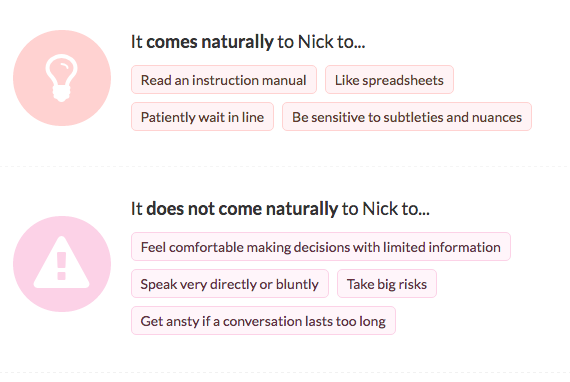 It comes naturally to Nick to...
Read an instruction manual
Like spreadsheets
Patiently wait in line
Be sensitive to subtleties and nuances
It does not come naturally to Nick to...
Feel comfortable making decisions with limited information
Speak very directly or bluntly
Take big risks
Get ansty if a conversation lasts too long